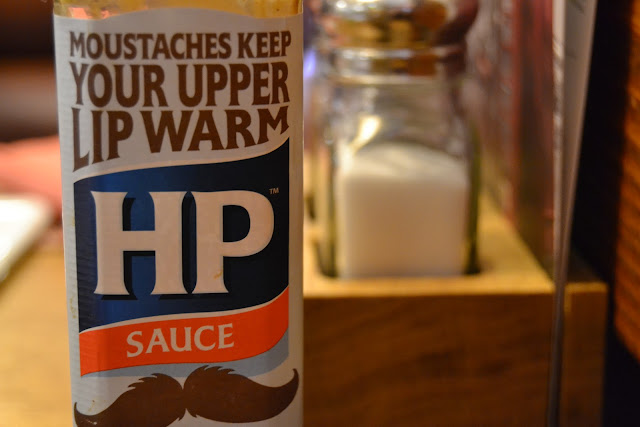 MOUSTACHES KEEP
YOUR UPPER
LIP WARM
HP™
SAUCE